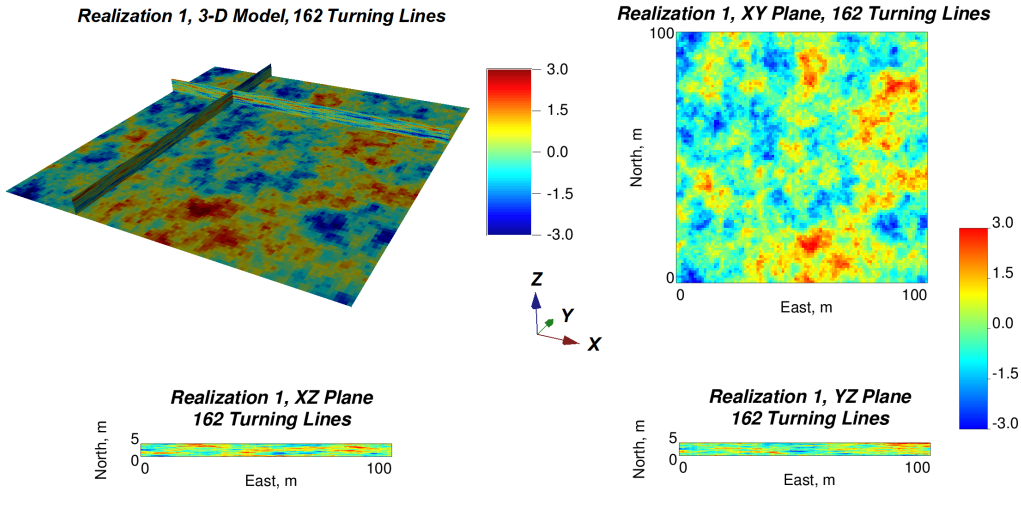 Realization 1, 3-D Model, 162 Turning Lines
3.0
1.5
0.0
-1.5
-3.0
Z
Y
X
Realization 1, XY Plane, 162 Turning Lines
100
North, m
0
0
100
East, m
3.0
1.5
0.0
-1.5
-3.0
Realization 1, XZ Plane
162 Turning Lines
North, m
5
0
0
100
East, m
Realization 1, YZ Plane
162 Turning Lines
North, m
5
0
0
100
East, m